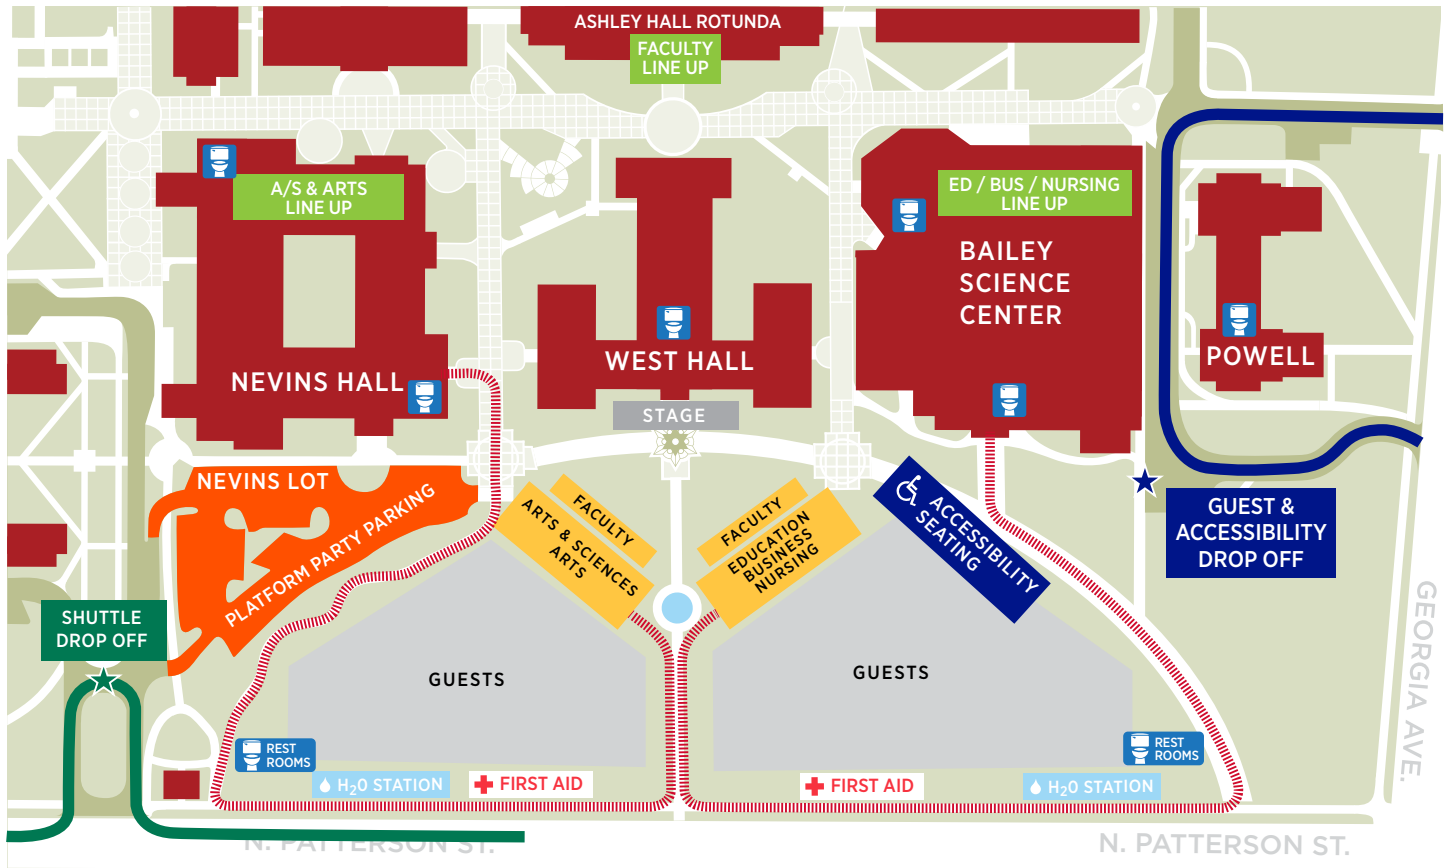 ASHLEY HALL ROTUNDA
FACULTY
LINE UP
A/S & ARTS
LINE UP
ED / BUS / NURSING
LINE UP
BAILEY
SCIENCE
CENTER
NEVINS HALL
WEST HALL
POWELL
STAGE
NEVINS LOT
PLATFORM PARTY PARKING
FACULTY
ARTS & SCIENCES
ARTS
FACULTY
EDUCATION
BUSINESS
NURSING
ACCESSIBILITY
SEATING
GUEST &
ACCESSIBILITY
DROP OFF
SHUTTLE
DROP OFF
GUESTS
GUESTS
GEORGIA AVE.
REST
ROOMS
REST
ROOMS
H20 STATION
FIRST AID
FIRST AID
H20 STATION
N. PATTERSON ST.
N. PATTERSON ST.